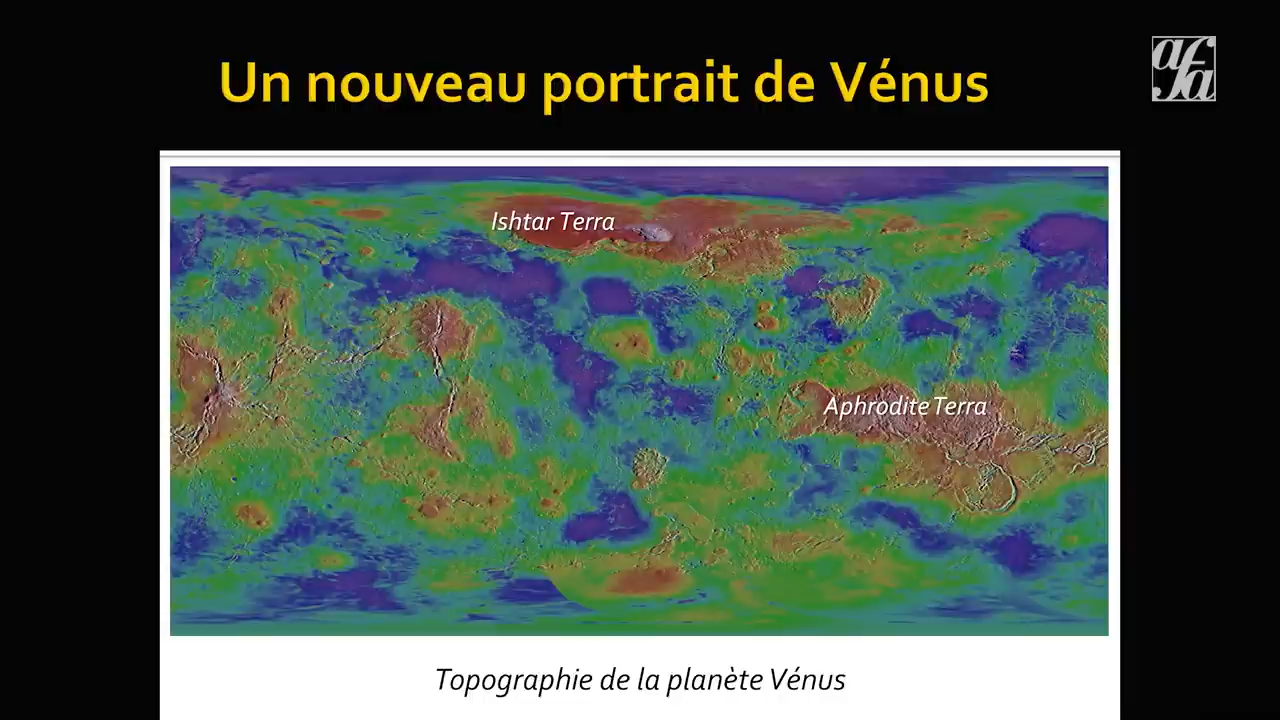 Un nouveau portrait de Vénus
afa
Ishtar Terra
Aphrodite Terra
Topographie de la planète Vénus